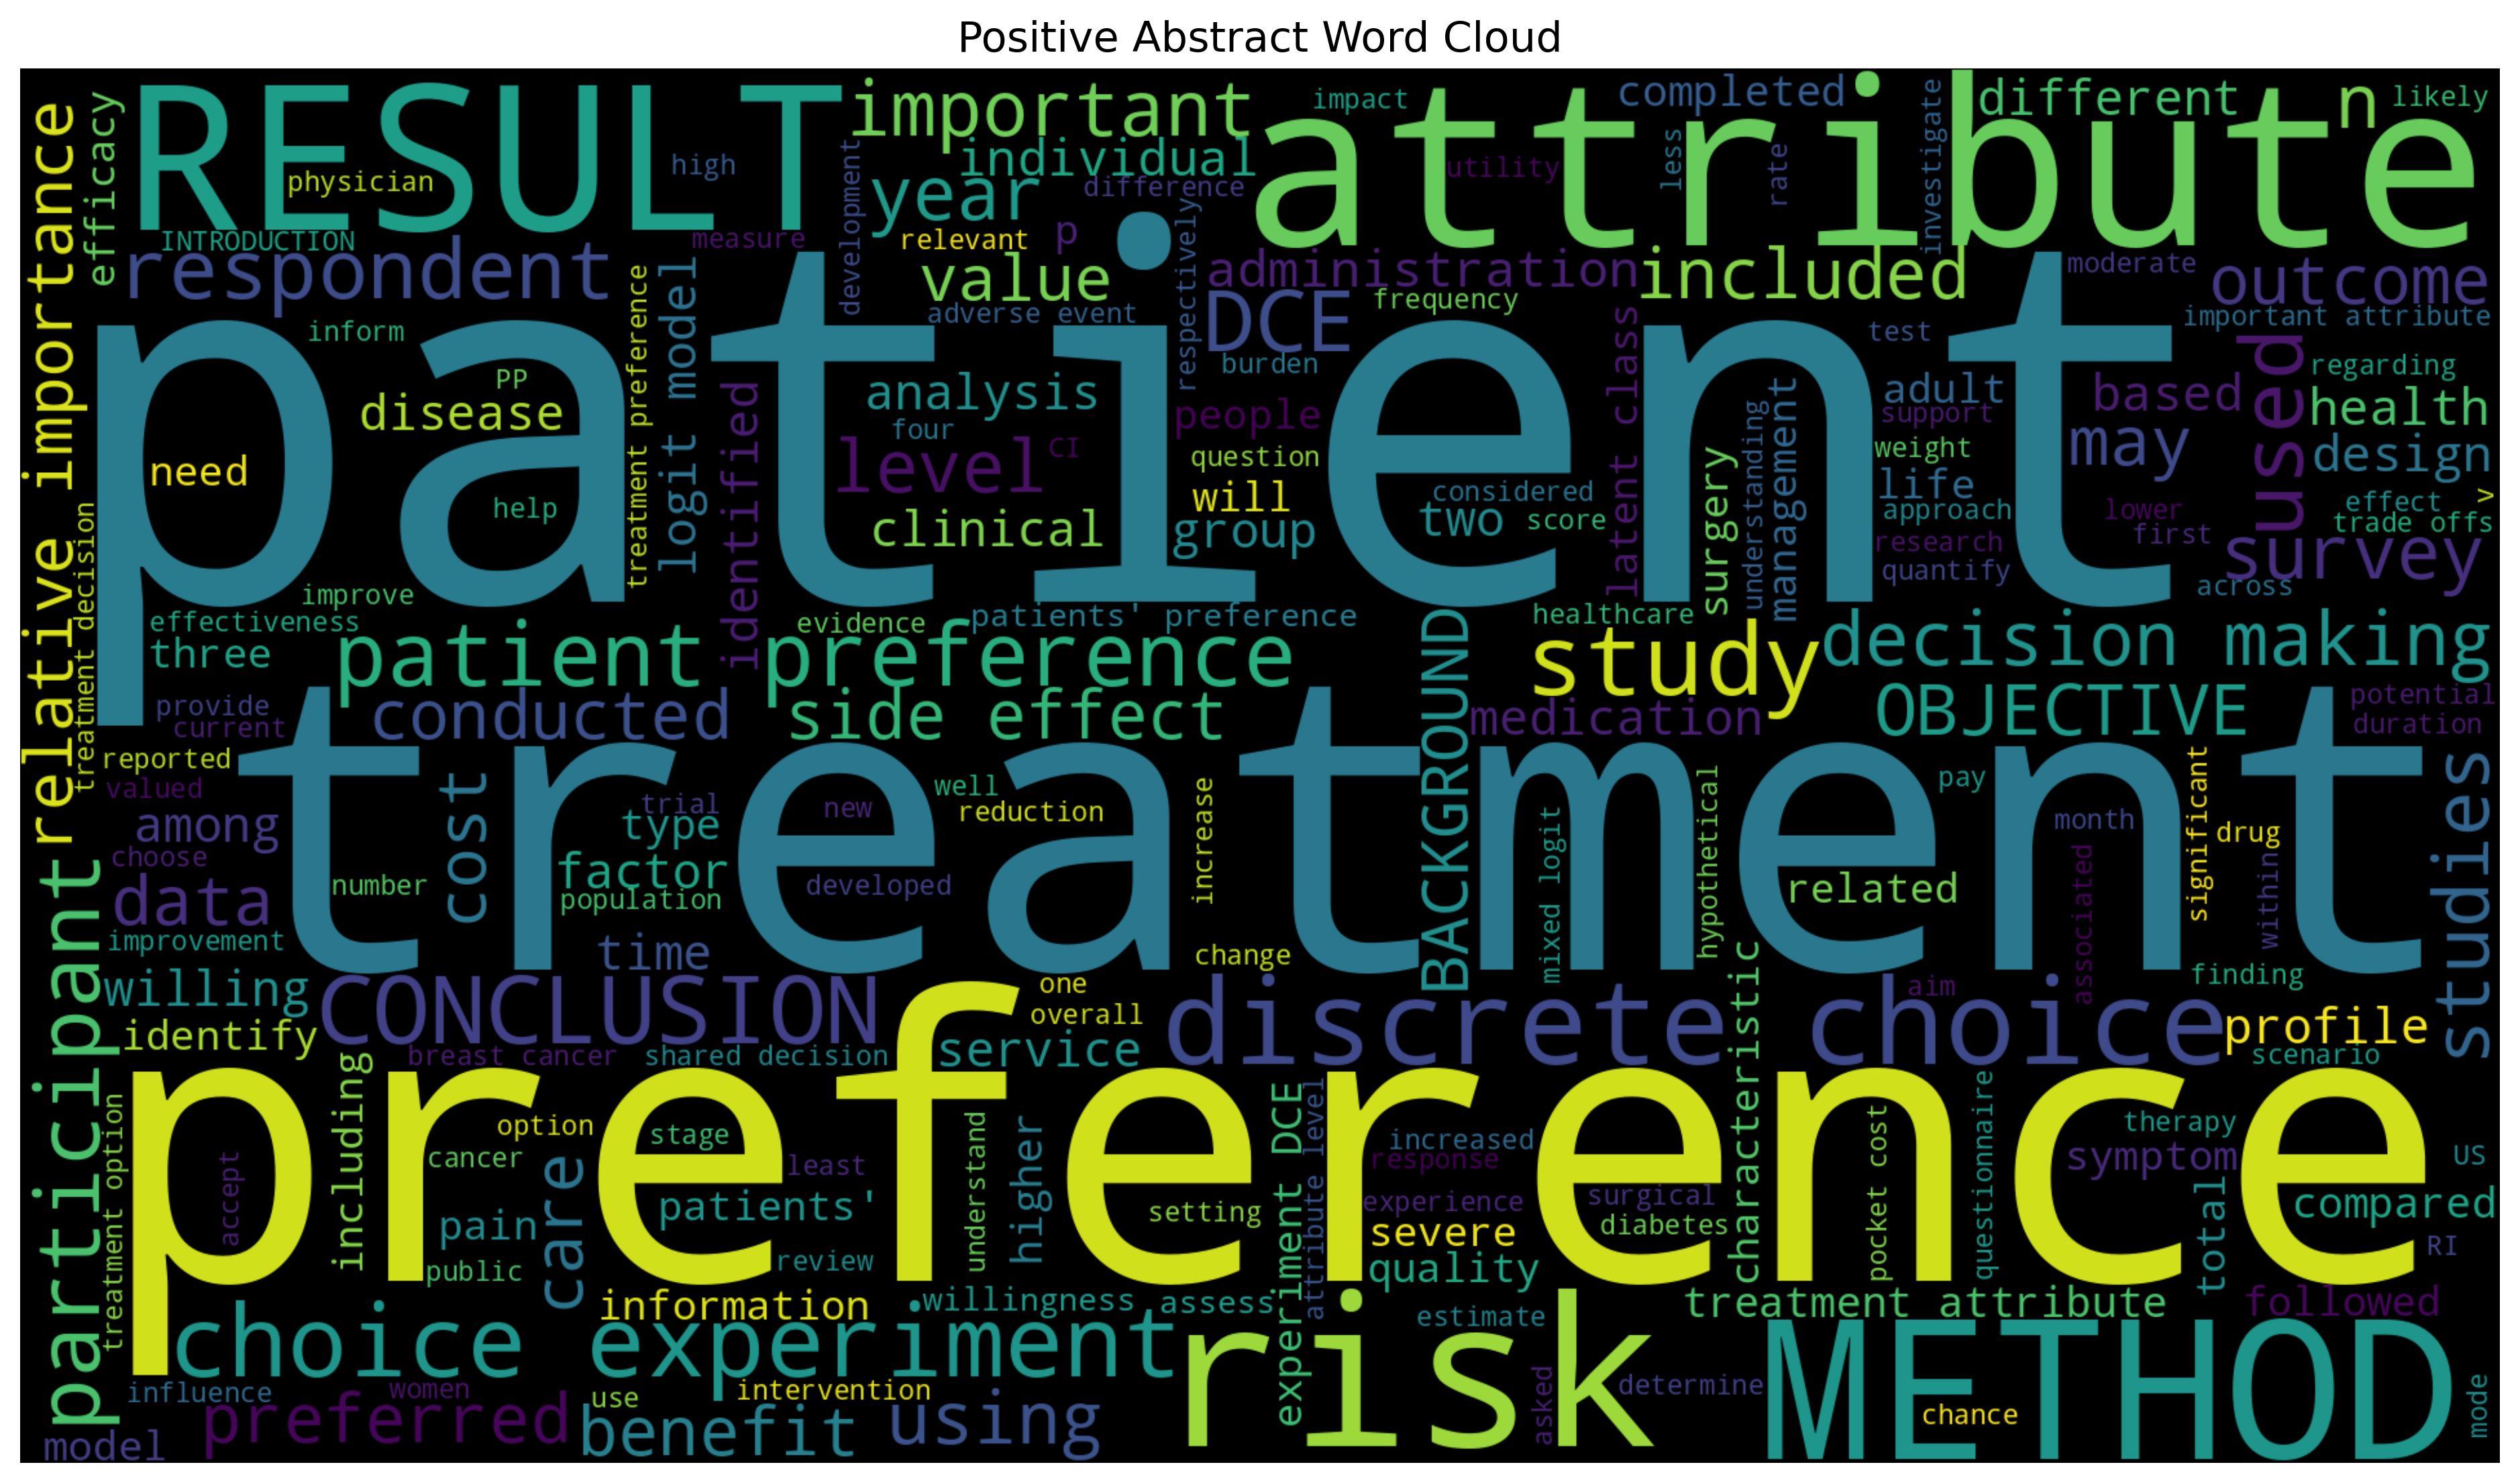 Positive Abstract Word Cloud
RESULT
important
impact
attribute
completed
different
n
likely
investigate
efficacy
physician
high
individual
year
difference
utility
less
rate
development
INTRODUCTION
measure
relevant
p
respectively
respondent
value
administration
included
moderate
outcome
relative importance
inform
treatment preference
logit model
adverse event
DCE
frequency
test
important attribute
patient
PP
disease
identified
analysis
four
burden
people
latent class
adult
support
based
used
regarding
health
need
help
level
CI
clinical
question
will
group
considered
two
score
surgery
understanding
management
weight
life
approach
research
quantify
may
lower
first
design
effect
v
trade offs
survey
treatment decision
improve
effectiveness
three
evidence
patients' preference
healthcare
across
patient preference
BACKGROUND
study
decision making
provide
current
conducted
side effect
medication
OBJECTIVE
potential
duration
reported
valued
treatment
cost
trial
type
new
well
reduction
increase
hypothetical
pay
month
significant
drug
studies
among
choose
data
number
factor
population
developed
mixed logit
related
associated
within
improvement
time
change
finding
participant
willing
CONCLUSION
one
overall
discrete choice
characteristic
aim
profile
identify
including
breast cancer
shared decision
service
scenario
preference
treatment option
accept
option
cancer
stage
care
least
understand
higher
experiment DCE
attribute level
increased
response
pocket cost
questionnaire
therapy
symptom
US
pain
patients'
setting
experience
surgical
severe
diabetes
total
compared
public
review
quality
RI
information
willingness
assess
estimate
treatment attribute
followed
choice experiment
risk
METHOD
influence
women
use
intervention
asked
determine
chance
mode
model
preferred
benefit
using